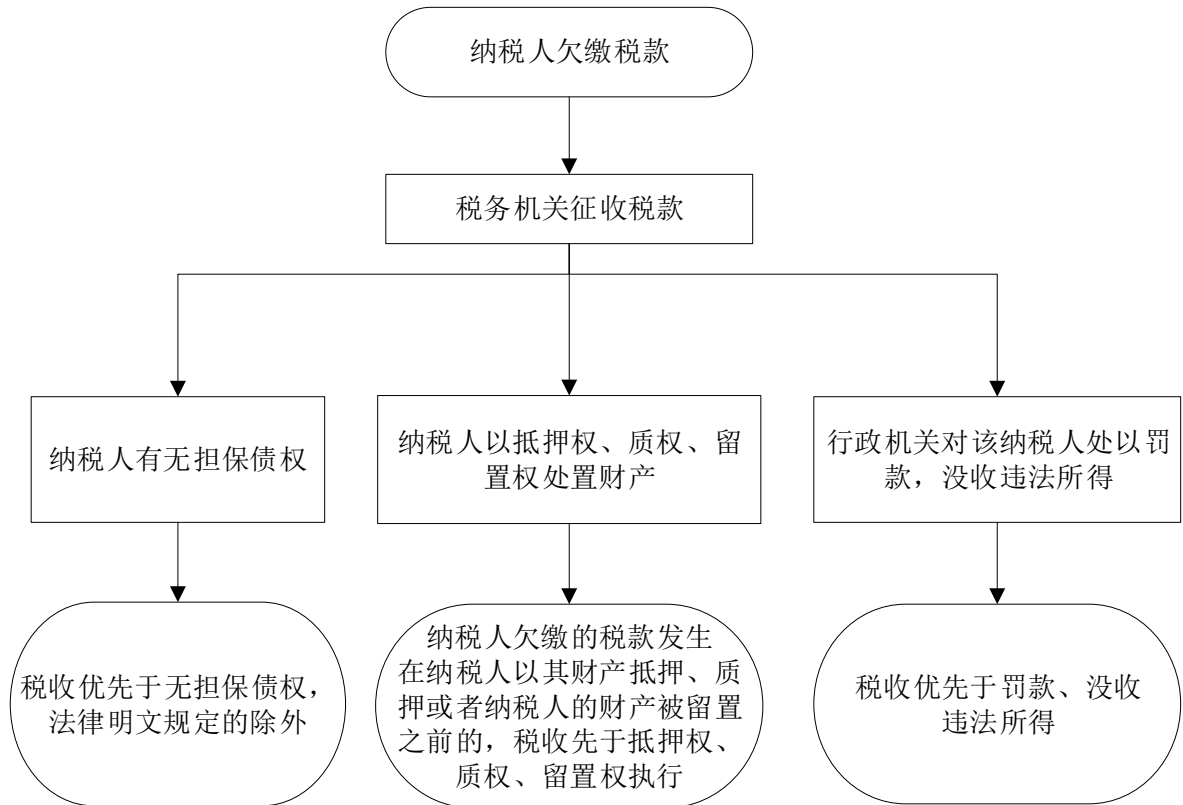 纳税人欠缴税款
税务机关征收税款
纳税人有无担保债权
纳税人以抵押权、质权、留
置权处置财产
行政机关对该纳税人处以罚
款，没收违法所得
税收优先于无担保债权，
法律明文规定的除外
纳税人欠缴的税款发生
在纳税人以其财产抵押、质
押或者纳税人的财产被留置
之前的，税收先于抵押权、
质权、留置权执行
税收优先于罚款、没收
违法所得